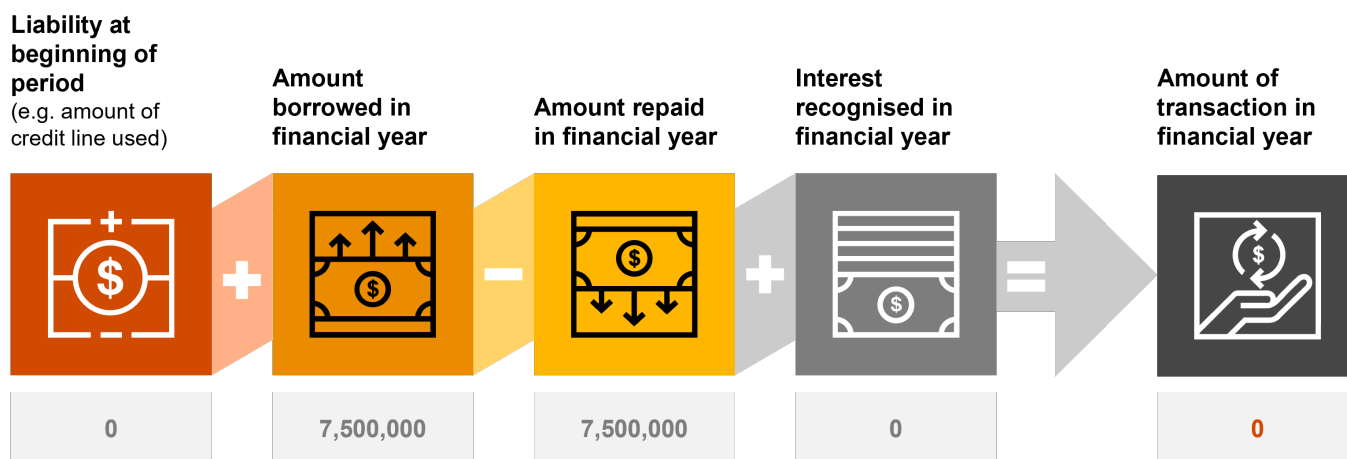 Liability at
beginning of
period
(e.g. amount of
credit line used)
Amount
borrowed in
financial year
Amount repaid
in financial year
Interest
recognised in
financial year
Amount of
transaction in
financial year
$
+
$
−
$
+
$
=
$
0
7,500,000
7,500,000
0
0